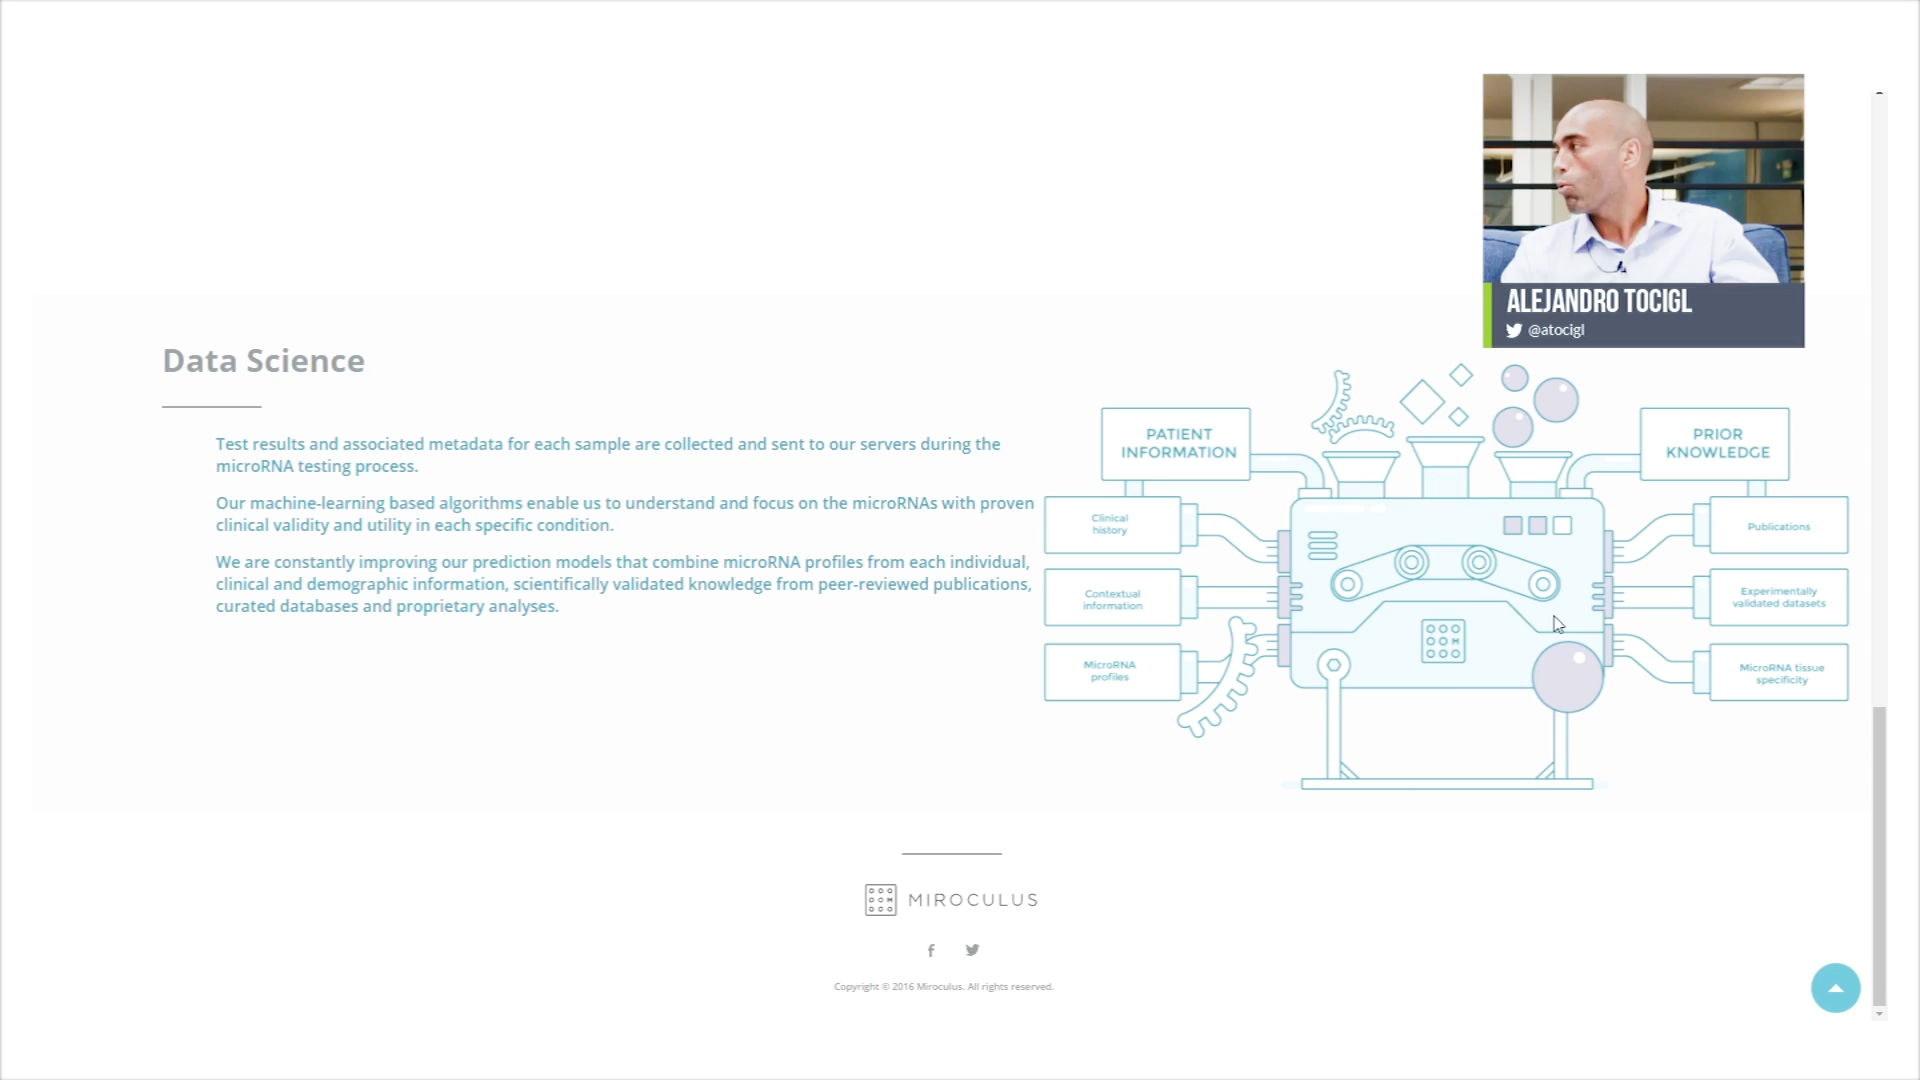 ALEJANDRO TOCIGL
@atocigl
Data Science
Test results and associated metadata for each sample are collected and sent to our servers during the
microRNA testing process.
Our machine-learning based algorithms enable us to understand and focus on the microRNAs with proven
clinical validity and utility in each specific condition.
We are constantly improving our prediction models that combine microRNA profiles from each individual,
clinical and demographic information, scientifically validated knowledge from peer-reviewed publications,
curated databases and proprietary analyses.
PATIENT
INFORMATION
Clinical
history
Contextual
information
MicroRNA
profiles
M
PRIOR
KNOWLEDGE
Publications
Experimentally
validated datasets
MicroRNA tissue
specificity
M
MIROCULUS
f
Copyright © 2016 Miroculus. All rights reserved.